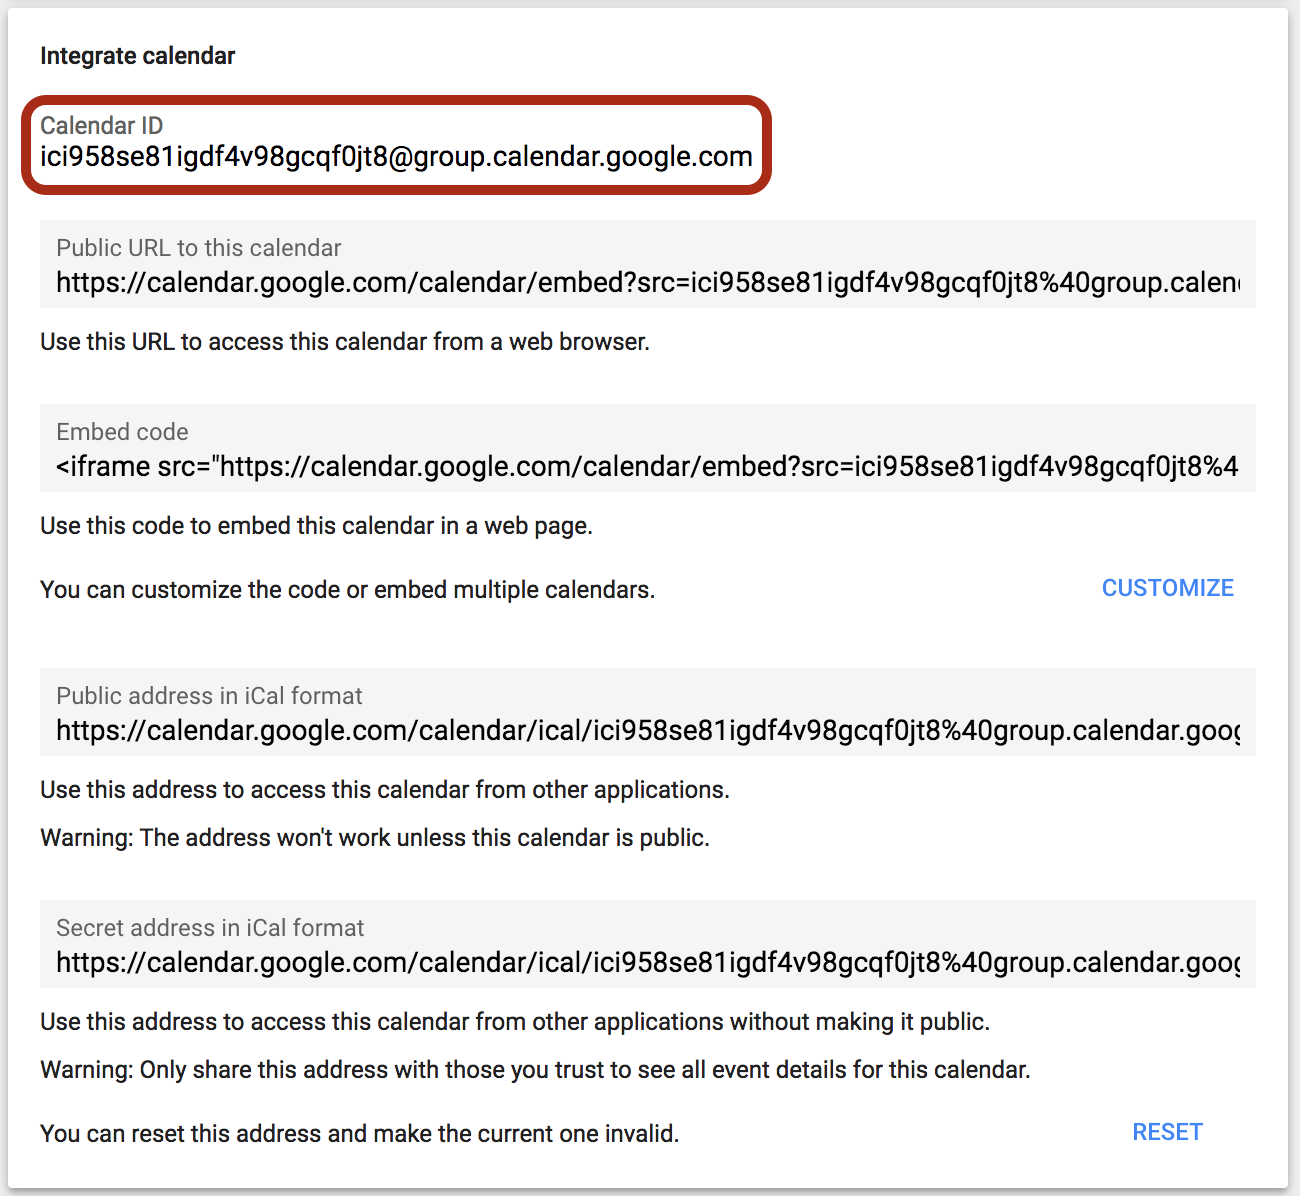 Integrate calendar
Calendar ID
ici958se81igdf4v98gcqf0jt8@group.calendar.google.com
Public URL to this calendar
https://calendar.google.com/calendar/embed?src=ici958se81igdf4v98gcqf0jt8%40group.calen
Use this URL to access this calendar from a web browser.
Embed code
<iframe src="https://calendar.google.com/calendar/embed?src=ici958se81igdf4v98gcqf0jt8%4
Use this code to embed this calendar in a web page.
You can customize the code or embed multiple calendars.
CUSTOMIZE
Public address in iCal format
https://calendar.google.com/calendar/ical/ici958se81igdf4v98gcqf0jt8%40group.calendar.goog
Use this address to access this calendar from other applications.
Warning: The address won't work unless this calendar is public.
Secret address in iCal format
https://calendar.google.com/calendar/ical/ici958se81igdf4v98gcqf0jt8%40group.calendar.goog
Use this address to access this calendar from other applications without making it public.
Warning: Only share this address with those you trust to see all event details for this calendar.
You can reset this address and make the current one invalid.
RESET